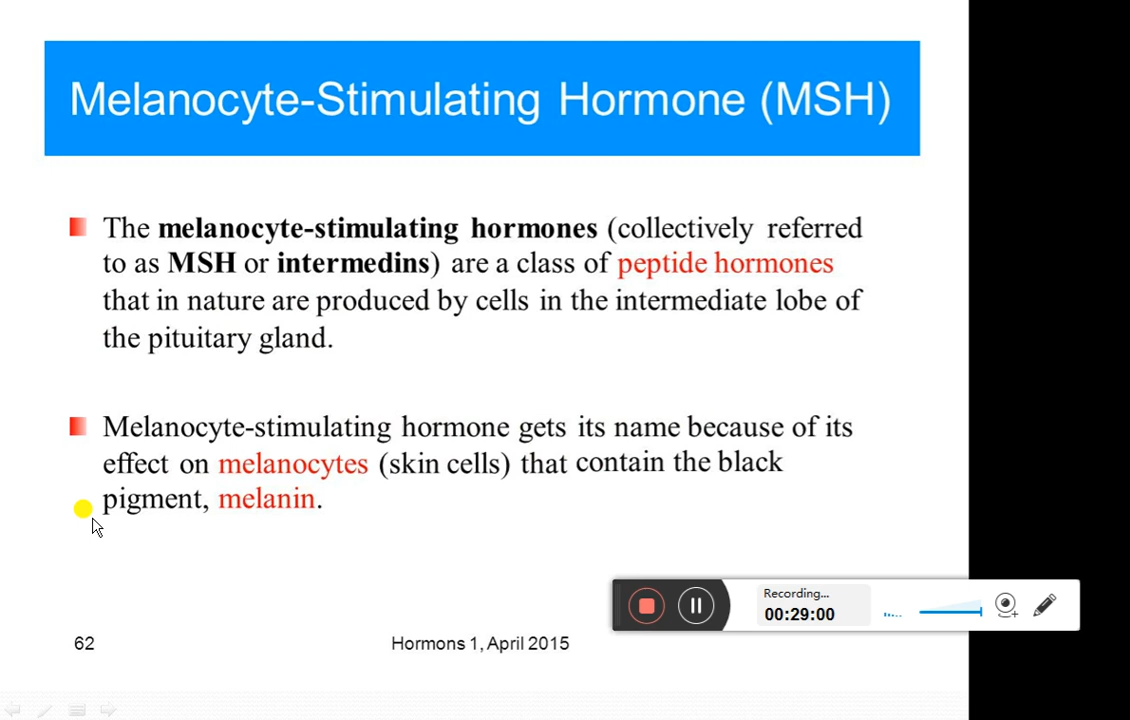 Melanocyte-Stimulating Hormone (MSH)
The melanocyte-stimulating hormones (collectively referred
to as MSH or intermedins) are a class of peptide hormones
that in nature are produced by cells in the intermediate lobe of
the pituitary gland.
Melanocyte-stimulating hormone gets its name because of its
effect on melanocytes (skin cells) that contain the black
pigment, melanin.
Recording...
00:29:00
62
Hormons 1, April 2015